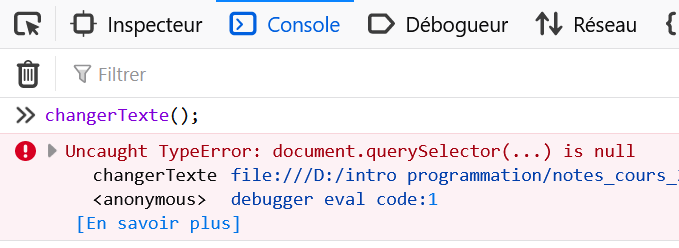 Inspecteur Console Débogueur Réseau {
Filtrer
>> changerTexte();
Uncaught TypeError: document.querySelector(...) is null
changerTexte file:///D:/intro programmation/notes_cours_
<anonymous> debugger eval code:1
[En savoir plus]